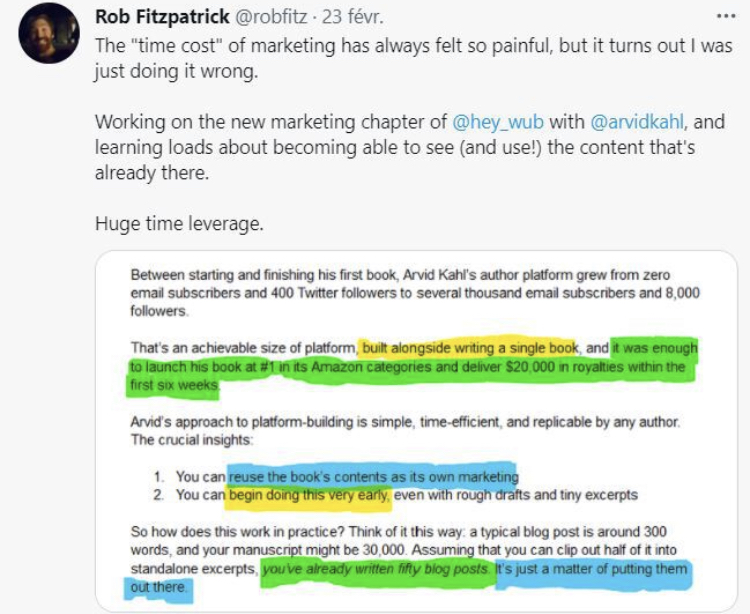 Rob Fitzpatrick @robfitz · 23 févr.
The "time cost" of marketing has always felt so painful, but it turns out I was
just doing it wrong.
Working on the new marketing chapter of @hey_wub with @arvidkahl, and
learning loads about becoming able to see (and use!) the content that's
already there.
Huge time leverage.
Between starting and finishing his first book, Arvid Kahl's author platform grew from zero
email subscribers and 400 Twitter followers to several thousand email subscribers and 8,000
followers.
That's an achievable size of platform, built alongside writing a single book, and it was enough
to launch his book at #1 in its Amazon categories and deliver $20,000 in royalties within the
first six weeks.
Arvid's approach to platform-building is simple, time-efficient, and replicable by any author.
The crucial insights:
1. You can reuse the book's contents as its own marketing
2. You can begin doing this very early, even with rough drafts and tiny excerpts
So how does this work in practice? Think of it this way: a typical blog post is around 300
words, and your manuscript might be 30,000. Assuming that you can clip out half of it into
standalone excerpts, you've already written fifty blog posts. It's just a matter of putting them
out there.